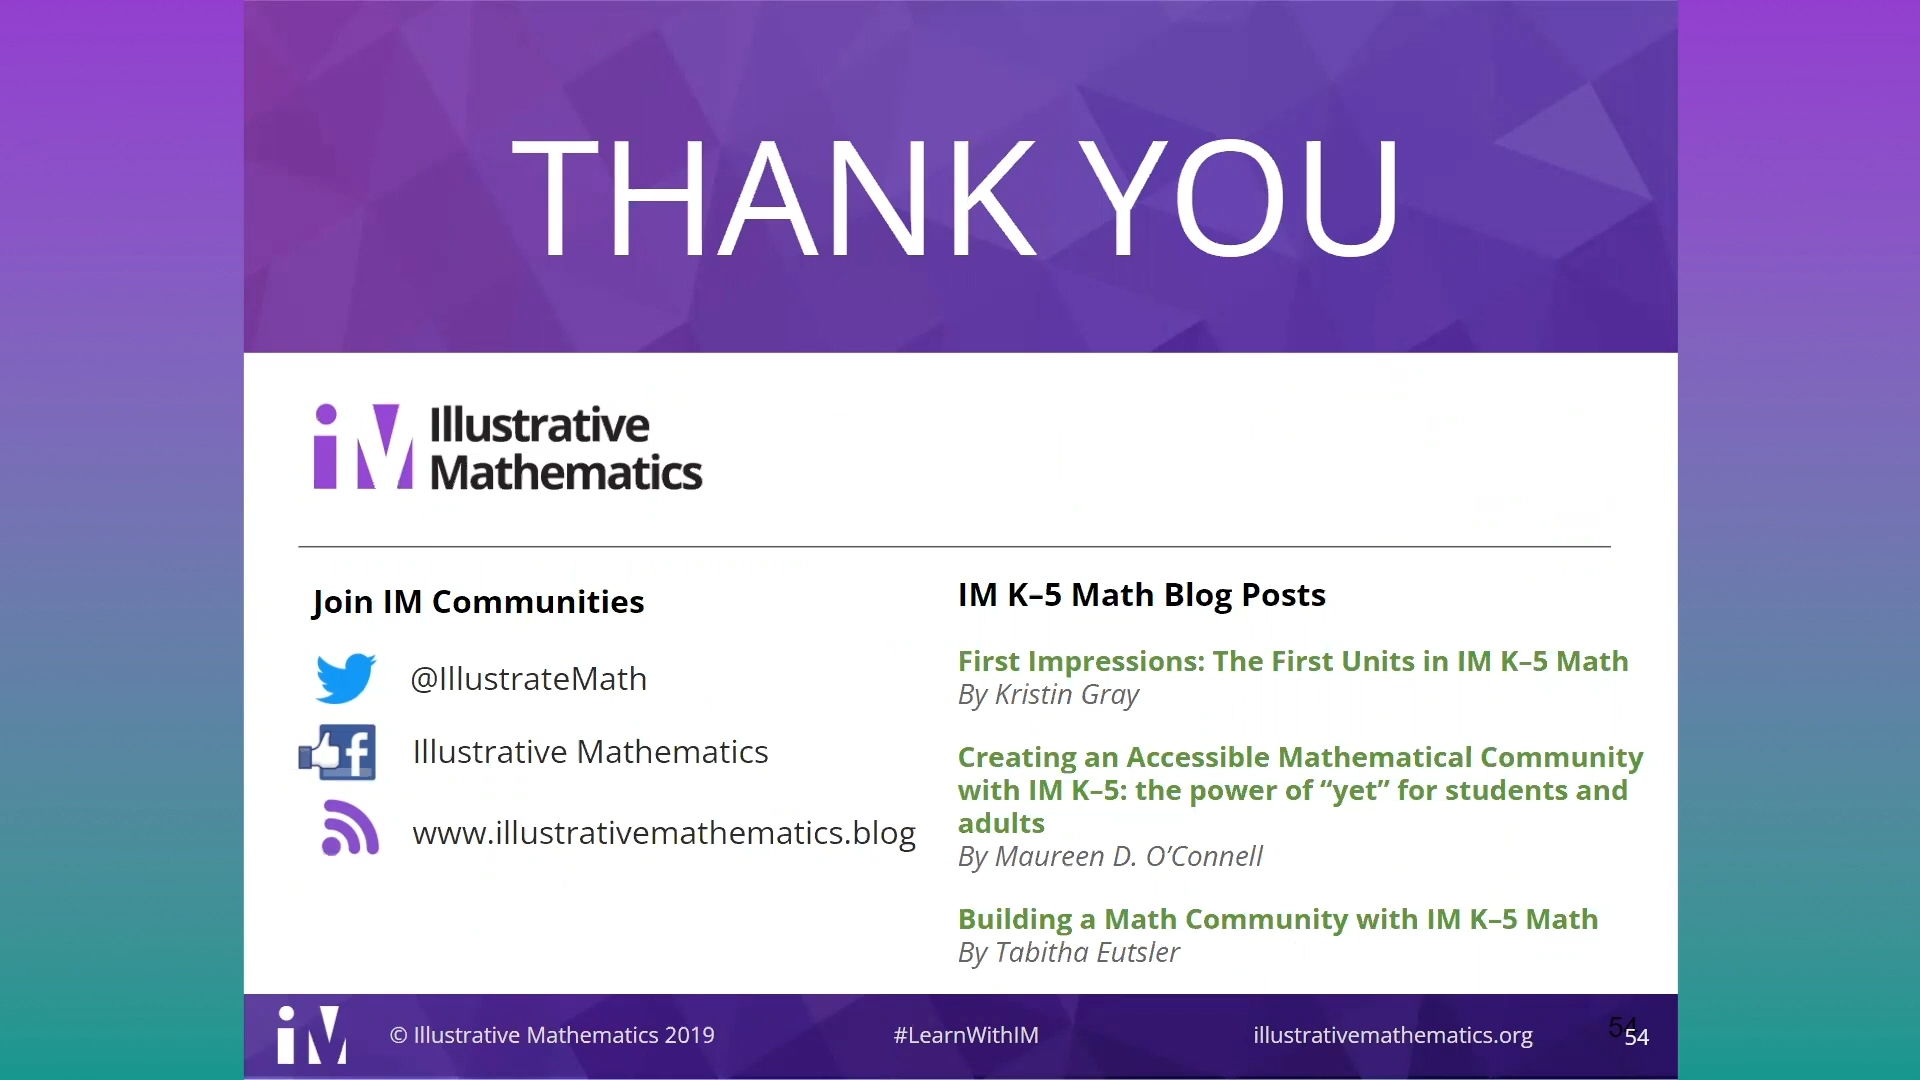 THANK YOU
iM Illustrative
Mathematics
Join IM Communities
@IllustrateMath
Illustrative Mathematics
www.illustrativemathematics.blog
IM K–5 Math Blog Posts
First Impressions: The First Units in IM K–5 Math
By Kristin Gray
Creating an Accessible Mathematical Community
with IM K–5: the power of “yet” for students and
adults
By Maureen D. O’Connell
Building a Math Community with IM K–5 Math
By Tabitha Eutsler
iM © Illustrative Mathematics 2019 #LearnWithIM illustrativemathematics.org 54 54